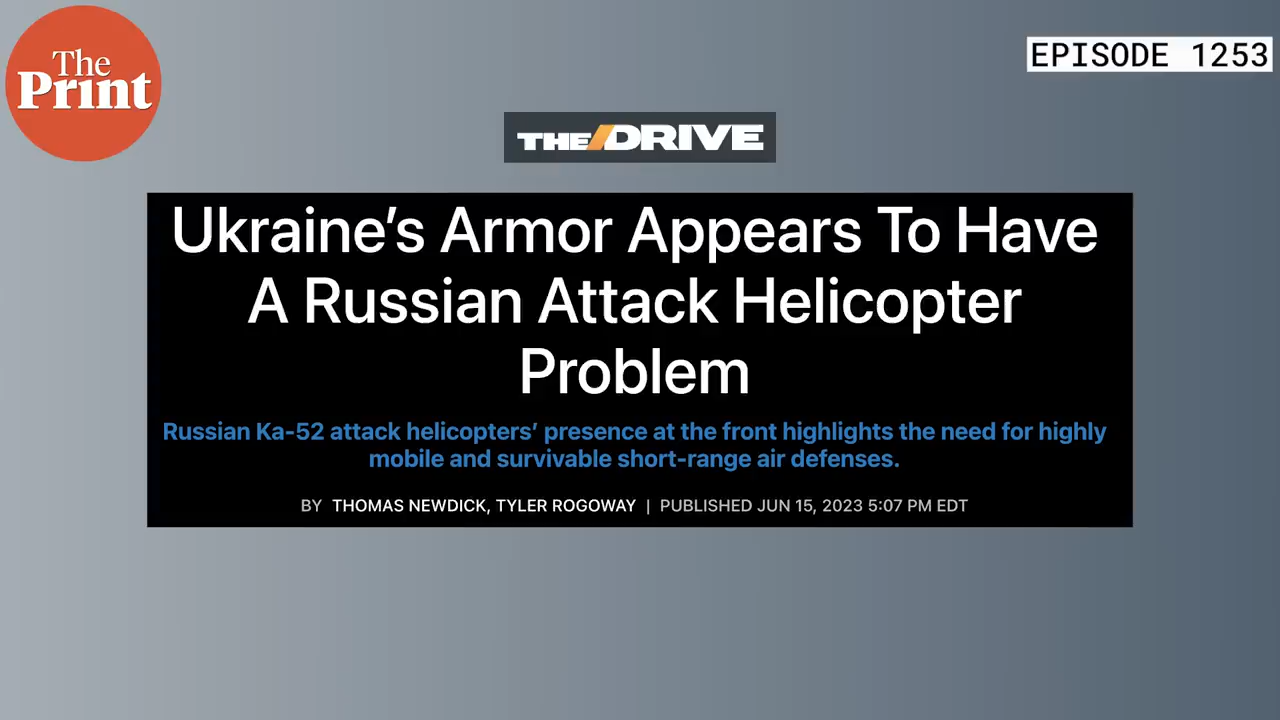 The
Print
EPISODE 1253
THE/DRIVE
Ukraine’s Armor Appears To Have
A Russian Attack Helicopter
Problem
Russian Ka-52 attack helicopters’ presence at the front highlights the need for highly
mobile and survivable short-range air defenses.
BY THOMAS NEWDICK, TYLER ROGOWAY | PUBLISHED JUN 15, 2023 5:07 PM EDT